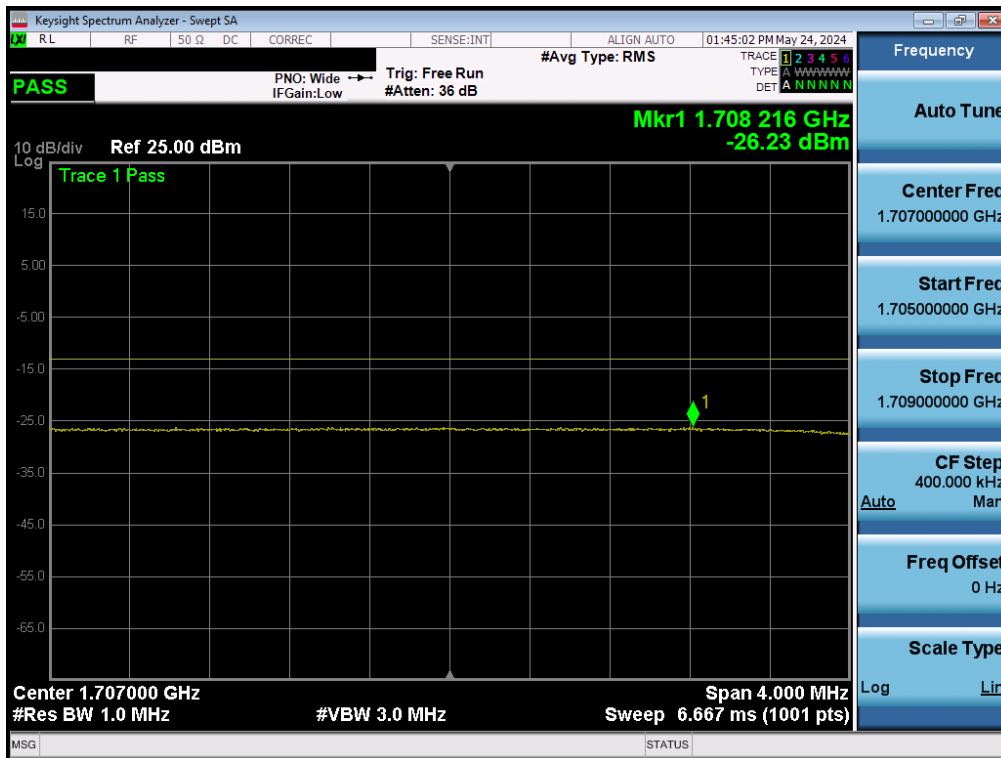 Keysight Spectrum Analyzer - Swept SA
LXI RL RF 50 Ω DC CORREC SENSE:INT ALIGN AUTO 01:45:02 PM May 24, 2024
PASS
PNO: Wide
IFGain:Low
Trig: Free Run
#Atten: 36 dB
#Avg Type: RMS
TRACE 1 2 3 4 5 6
TYPE A WWWWW
DET A N N N N N
Mkr1 1.708 216 GHz
-26.23 dBm
10 dB/div Ref 25.00 dBm
Log
Trace 1 Pass
15.0
5.00
-5.00
-15.0
1
-25.0
-35.0
-45.0
-55.0
-65.0
Center 1.707000 GHz Span 4.000 MHz
#Res BW 1.0 MHz #VBW 3.0 MHz Sweep 6.667 ms (1001 pts)
MSG STATUS
Frequency
Auto Tune
Center Freq
1.707000000 GHz
Start Freq
1.705000000 GHz
Stop Freq
1.709000000 GHz
CF Step
400.000 kHz
Auto Man
Freq Offset
0 Hz
Scale Type
Log Lin